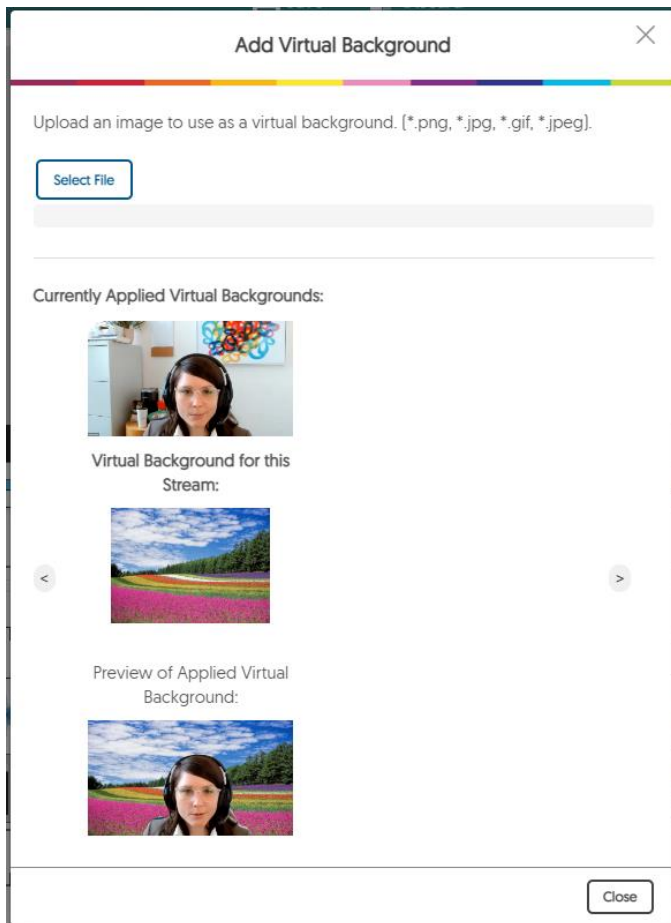 Add Virtual Background
Upload an image to use as a virtual background. (*.png, *.jpg, *.gif, *.jpeg).
Select File
Currently Applied Virtual Backgrounds:
Virtual Background for this
Stream:
<
>
Preview of Applied Virtual
Background:
Close